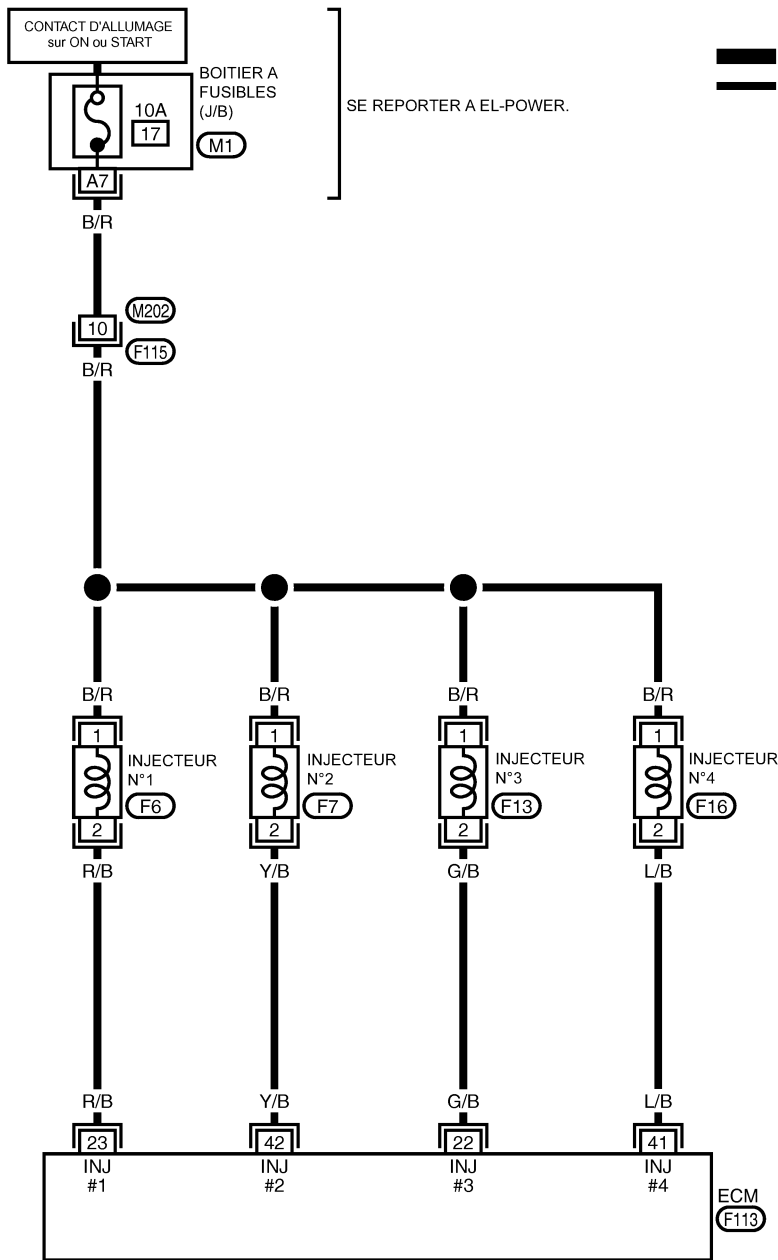 CONTACT D'ALLUMAGE
sur ON ou START
BOITIER A
FUSIBLES
(J/B)
10A
17
M1
SE REPORTER A EL-POWER.
A7
B/R
M202
10
F115
B/R
B/R
B/R
B/R
B/R
1
1
1
1
INJECTEUR
N°1
F6
INJECTEUR
N°2
F7
INJECTEUR
N°3
F13
INJECTEUR
N°4
F16
2
2
2
2
R/B
Y/B
G/B
L/B
R/B
Y/B
G/B
L/B
23
42
22
41
INJ
#1
INJ
#2
INJ
#3
INJ
#4
ECM
F113